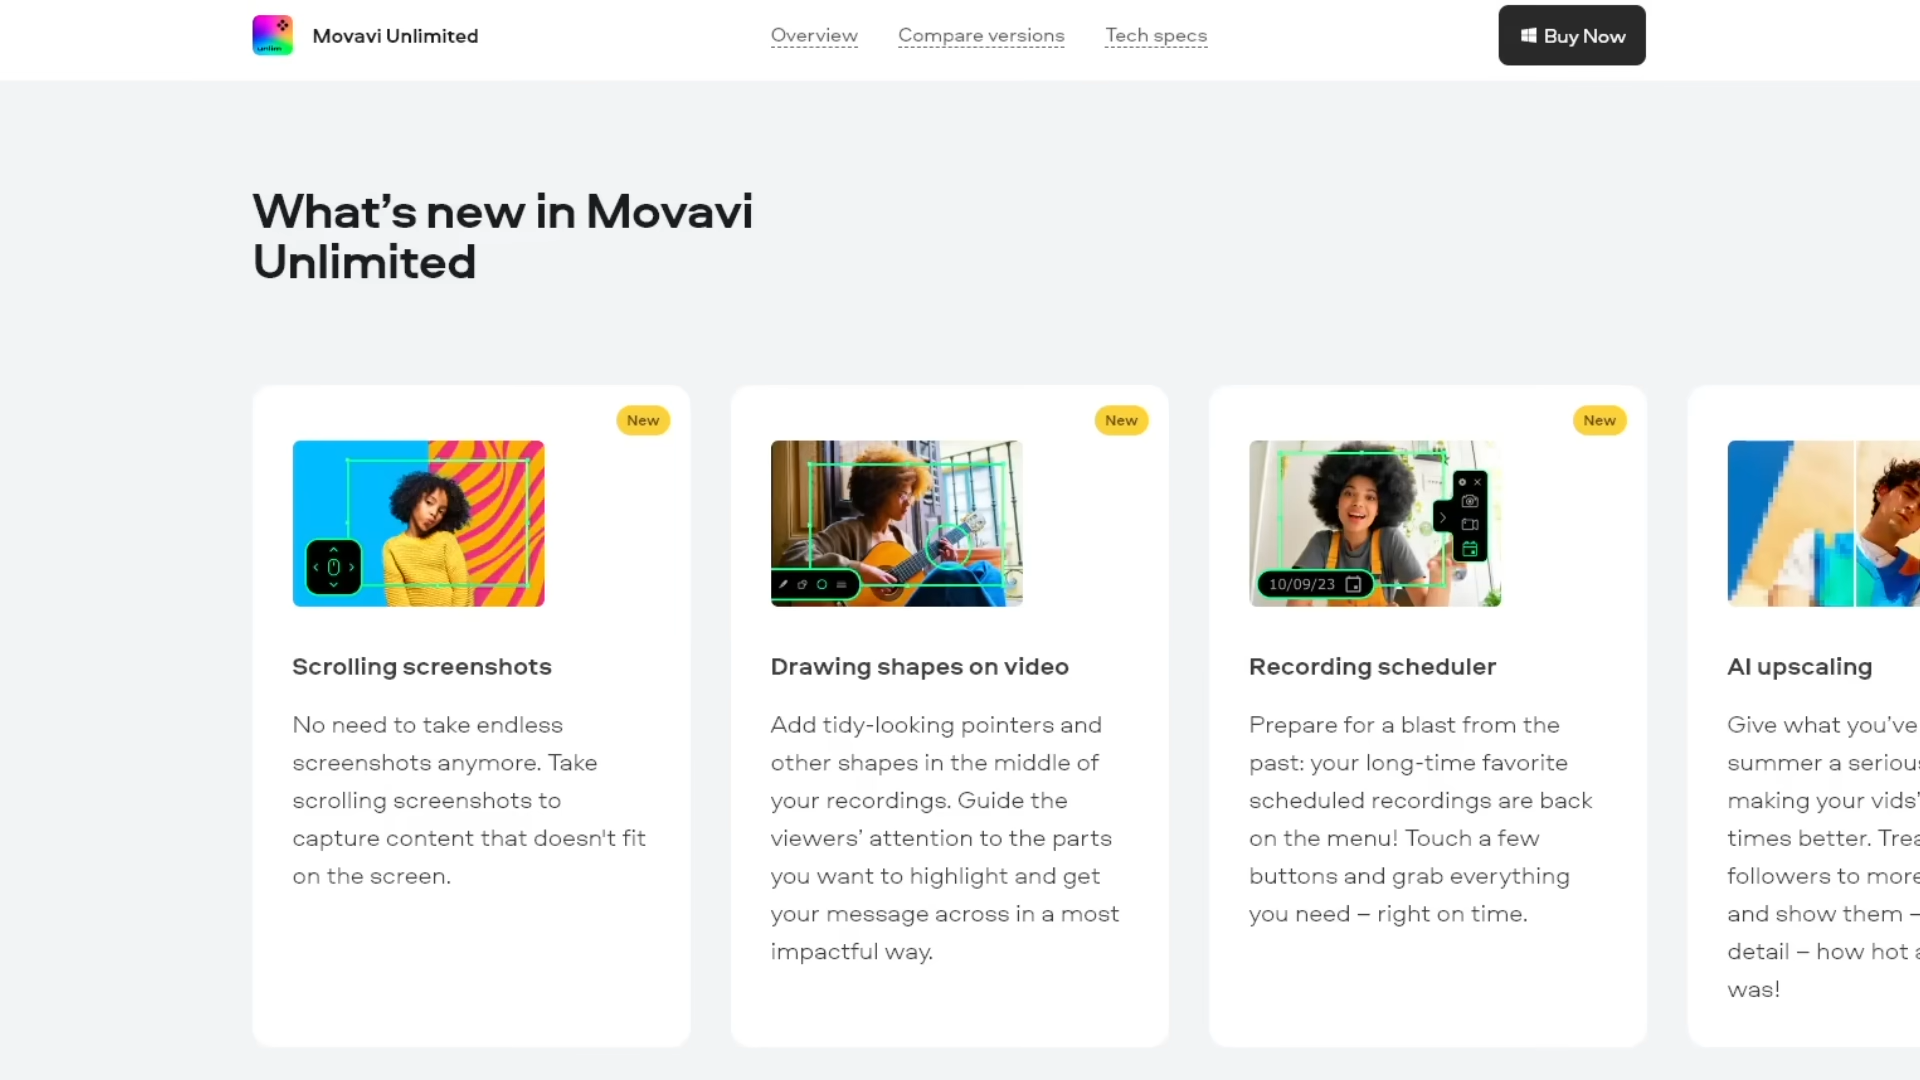 unlim
Movavi Unlimited
Overview
Compare versions
Tech specs
Buy Now
What’s new in Movavi
Unlimited
New
Scrolling screenshots
No need to take endless
screenshots anymore. Take
scrolling screenshots to
capture content that doesn't fit
on the screen.
New
Drawing shapes on video
Add tidy-looking pointers and
other shapes in the middle of
your recordings. Guide the
viewers’ attention to the parts
you want to highlight and get
your message across in a most
impactful way.
New
10/09/23
Recording scheduler
Prepare for a blast from the
past: your long-time favorite
scheduled recordings are back
on the menu! Touch a few
buttons and grab everything
you need – right on time.
AI upscaling
Give what you’ve
summer a
making your vids’
times better.
followers to more
and show them –
detail – how hot
was!